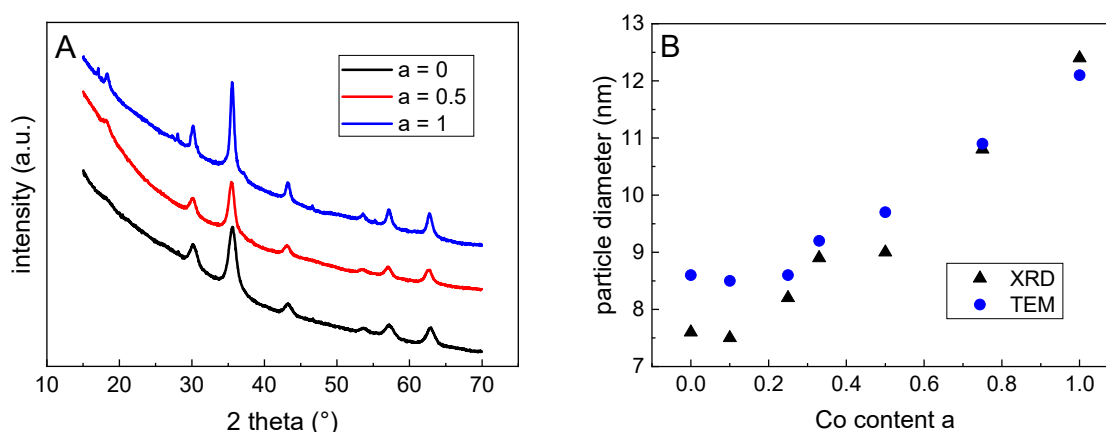 A
a = 0
a = 0.5
a = 1
intensity (a.u.)
10 20 30 40 50 60 70
2 theta (°)
B
13
12
11
10
9
8
7
particle diameter (nm)
XRD
TEM
0.0 0.2 0.4 0.6 0.8 1.0
Co content a